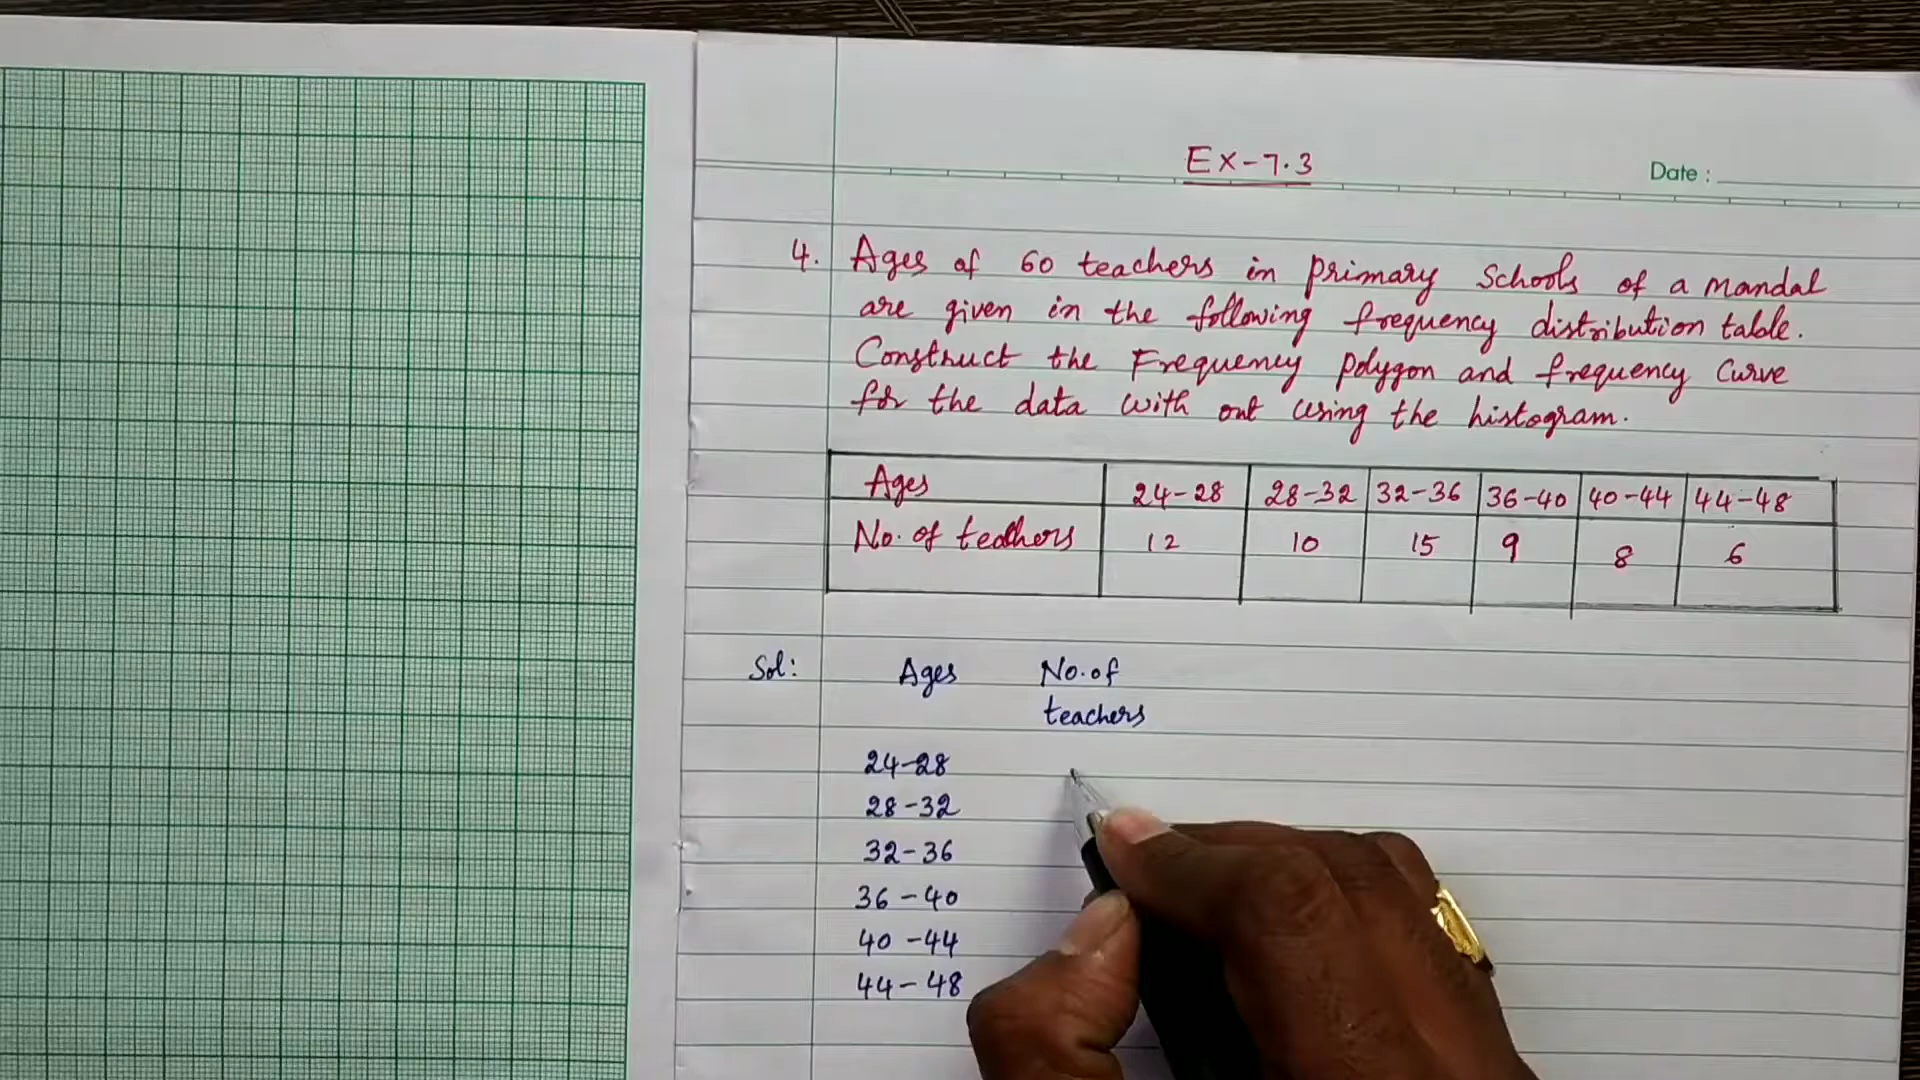 Ex-7.3
Date :
4. Ages of 60 teachers in primary Schools of a mandal
are given in the following frequency distribution table.
Construct the Frequency polygon and frequency Curve
for the data with out using the histogram.
Ages 24-28 28-32 32-36 36-40 40-44 44-48
No. of teachers 12 10 15 9 8 6
Sol: Ages No. of
teachers
24-28
28-32
32-36
36-40
40-44
44-48